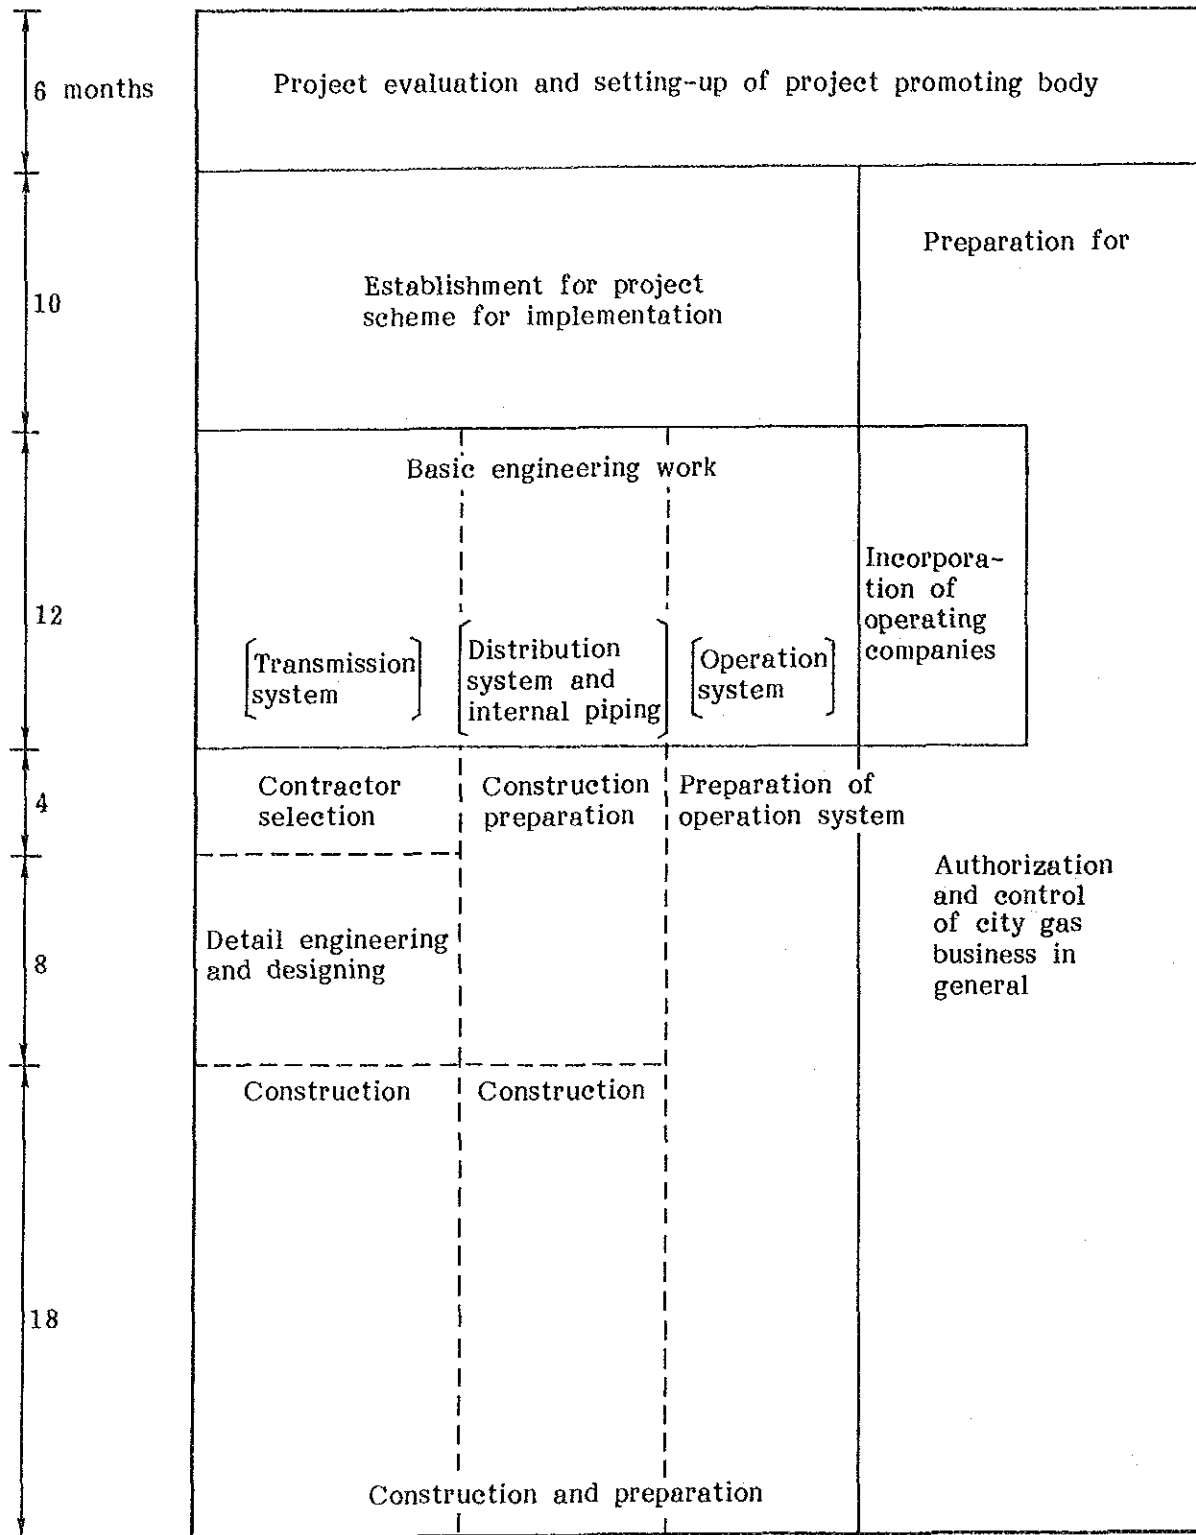 6 months
Project evaluation and setting-up of project promoting body
10
Establishment for project
scheme for implementation
Preparation for
12
Basic engineering work
Transmission
system
Distribution
system and
internal piping
Operation
system
Incorpora-
tion of
operating
companies
4
Contractor
selection
Construction
preparation
Preparation of
operation system
8
Detail engineering
and designing
Authorization
and control
of city gas
business in
general
18
Construction
Construction
Construction and preparation